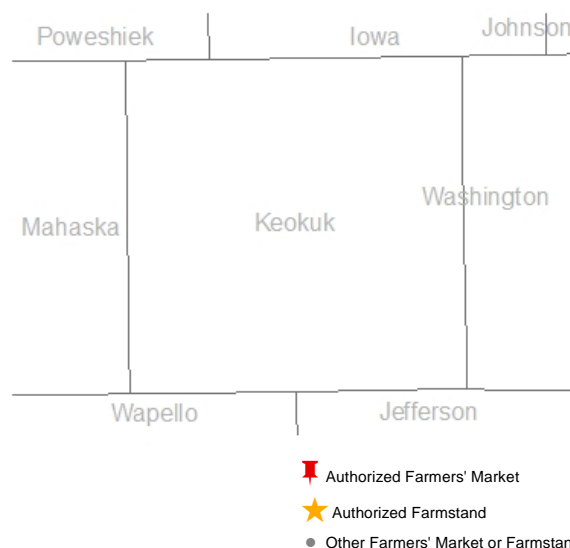 Johnson
Poweshiek
Iowa
Washington
Mahaska
Keokuk
Wapello
Jefferson
Authorized Farmers' Market
Authorized Farmstand
Other Farmers' Market or Farmstan